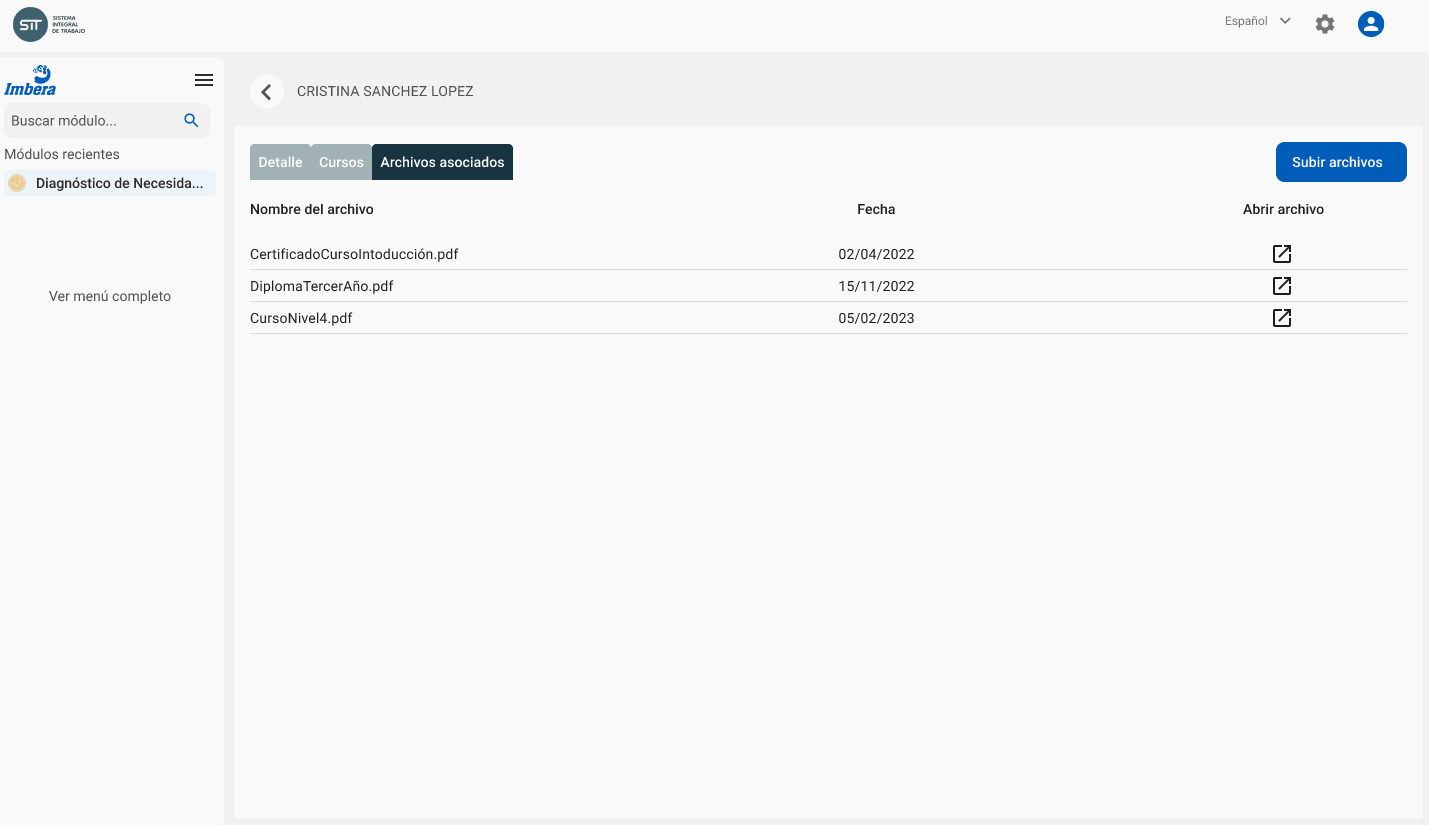 SiT
SISTEMA
INTEGRAL
DE TRABAJO
Español
Imbera
Buscar módulo...
Módulos recientes
Diagnóstico de Necesida...
Ver menú completo
CRISTINA SANCHEZ LOPEZ
Detalle Cursos Archivos asociados
Subir archivos
Nombre del archivo Fecha Abrir archivo
CertificadoCursoIntoducción.pdf 02/04/2022
DiplomaTercerAño.pdf 15/11/2022
CursoNivel4.pdf 05/02/2023